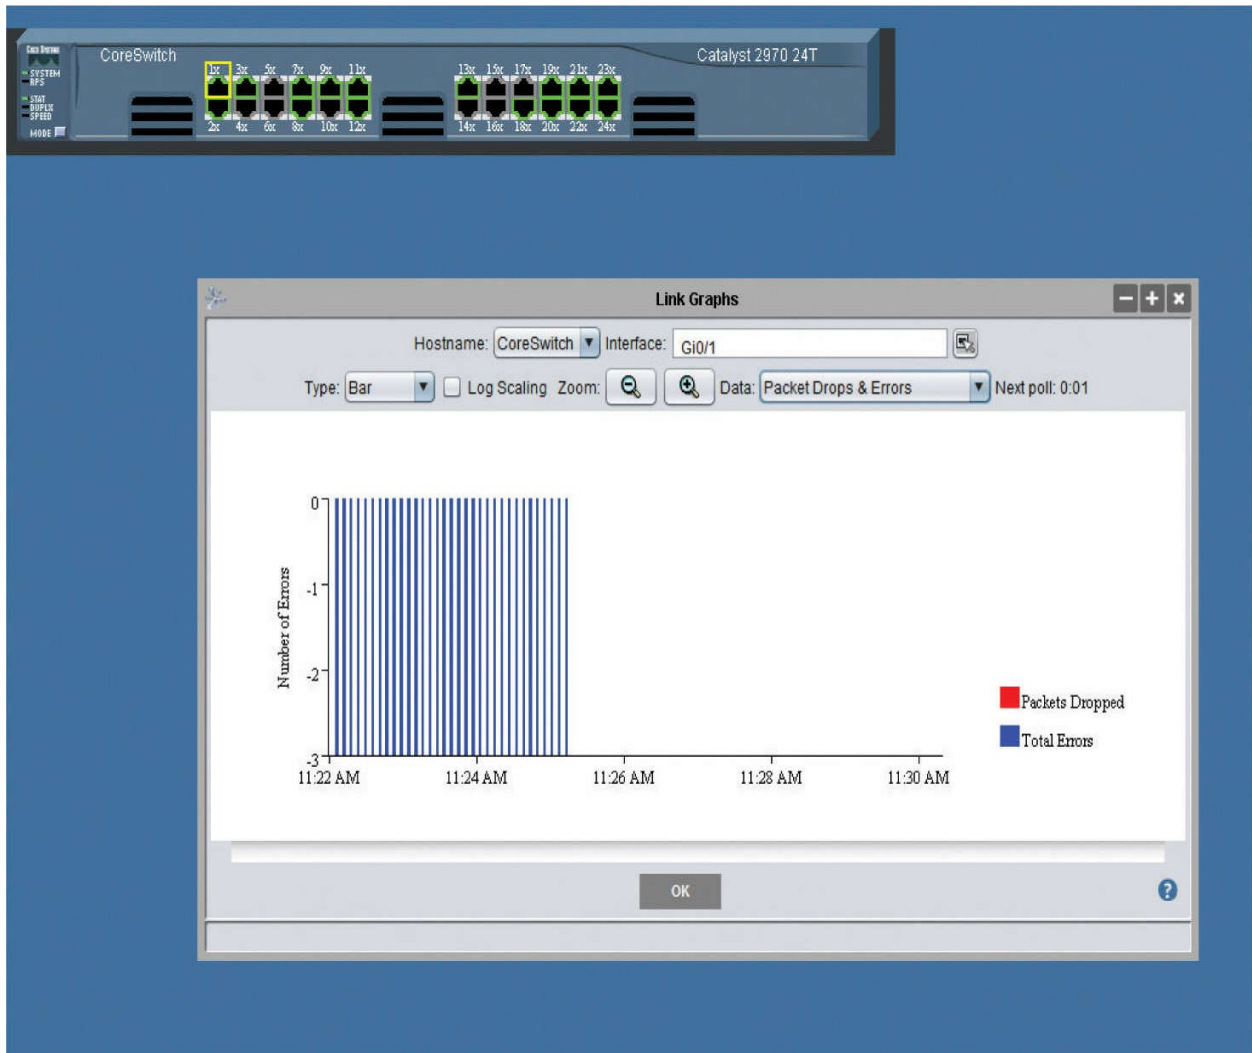 Cisco Systems
CoreSwitch
Catalyst 2970 24T
SYSTEM
RPS
STAT
DUPLX
SPEED
MODE
1x 3x 5x 7x 9x 11x
13x 15x 17x 19x 21x 23x
2x 4x 6x 8x 10x 12x
14x 16x 18x 20x 22x 24x
Link Graphs
Hostname: CoreSwitch Interface: Gi0/1
Type: Bar Log Scaling Zoom: Data: Packet Drops & Errors Next poll: 0:01
Number of Errors
0
-1
-2
-3
11:22 AM 11:24 AM 11:26 AM 11:28 AM 11:30 AM
Packets Dropped
Total Errors
OK
?